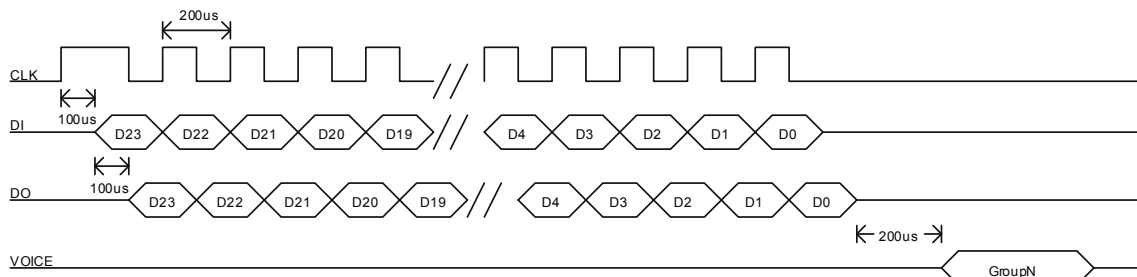 200us
CLK
100us
DI D23 D22 D21 D20 D19 D4 D3 D2 D1 D0
100us
DO D23 D22 D21 D20 D19 D4 D3 D2 D1 D0
200us
VOICE GroupN